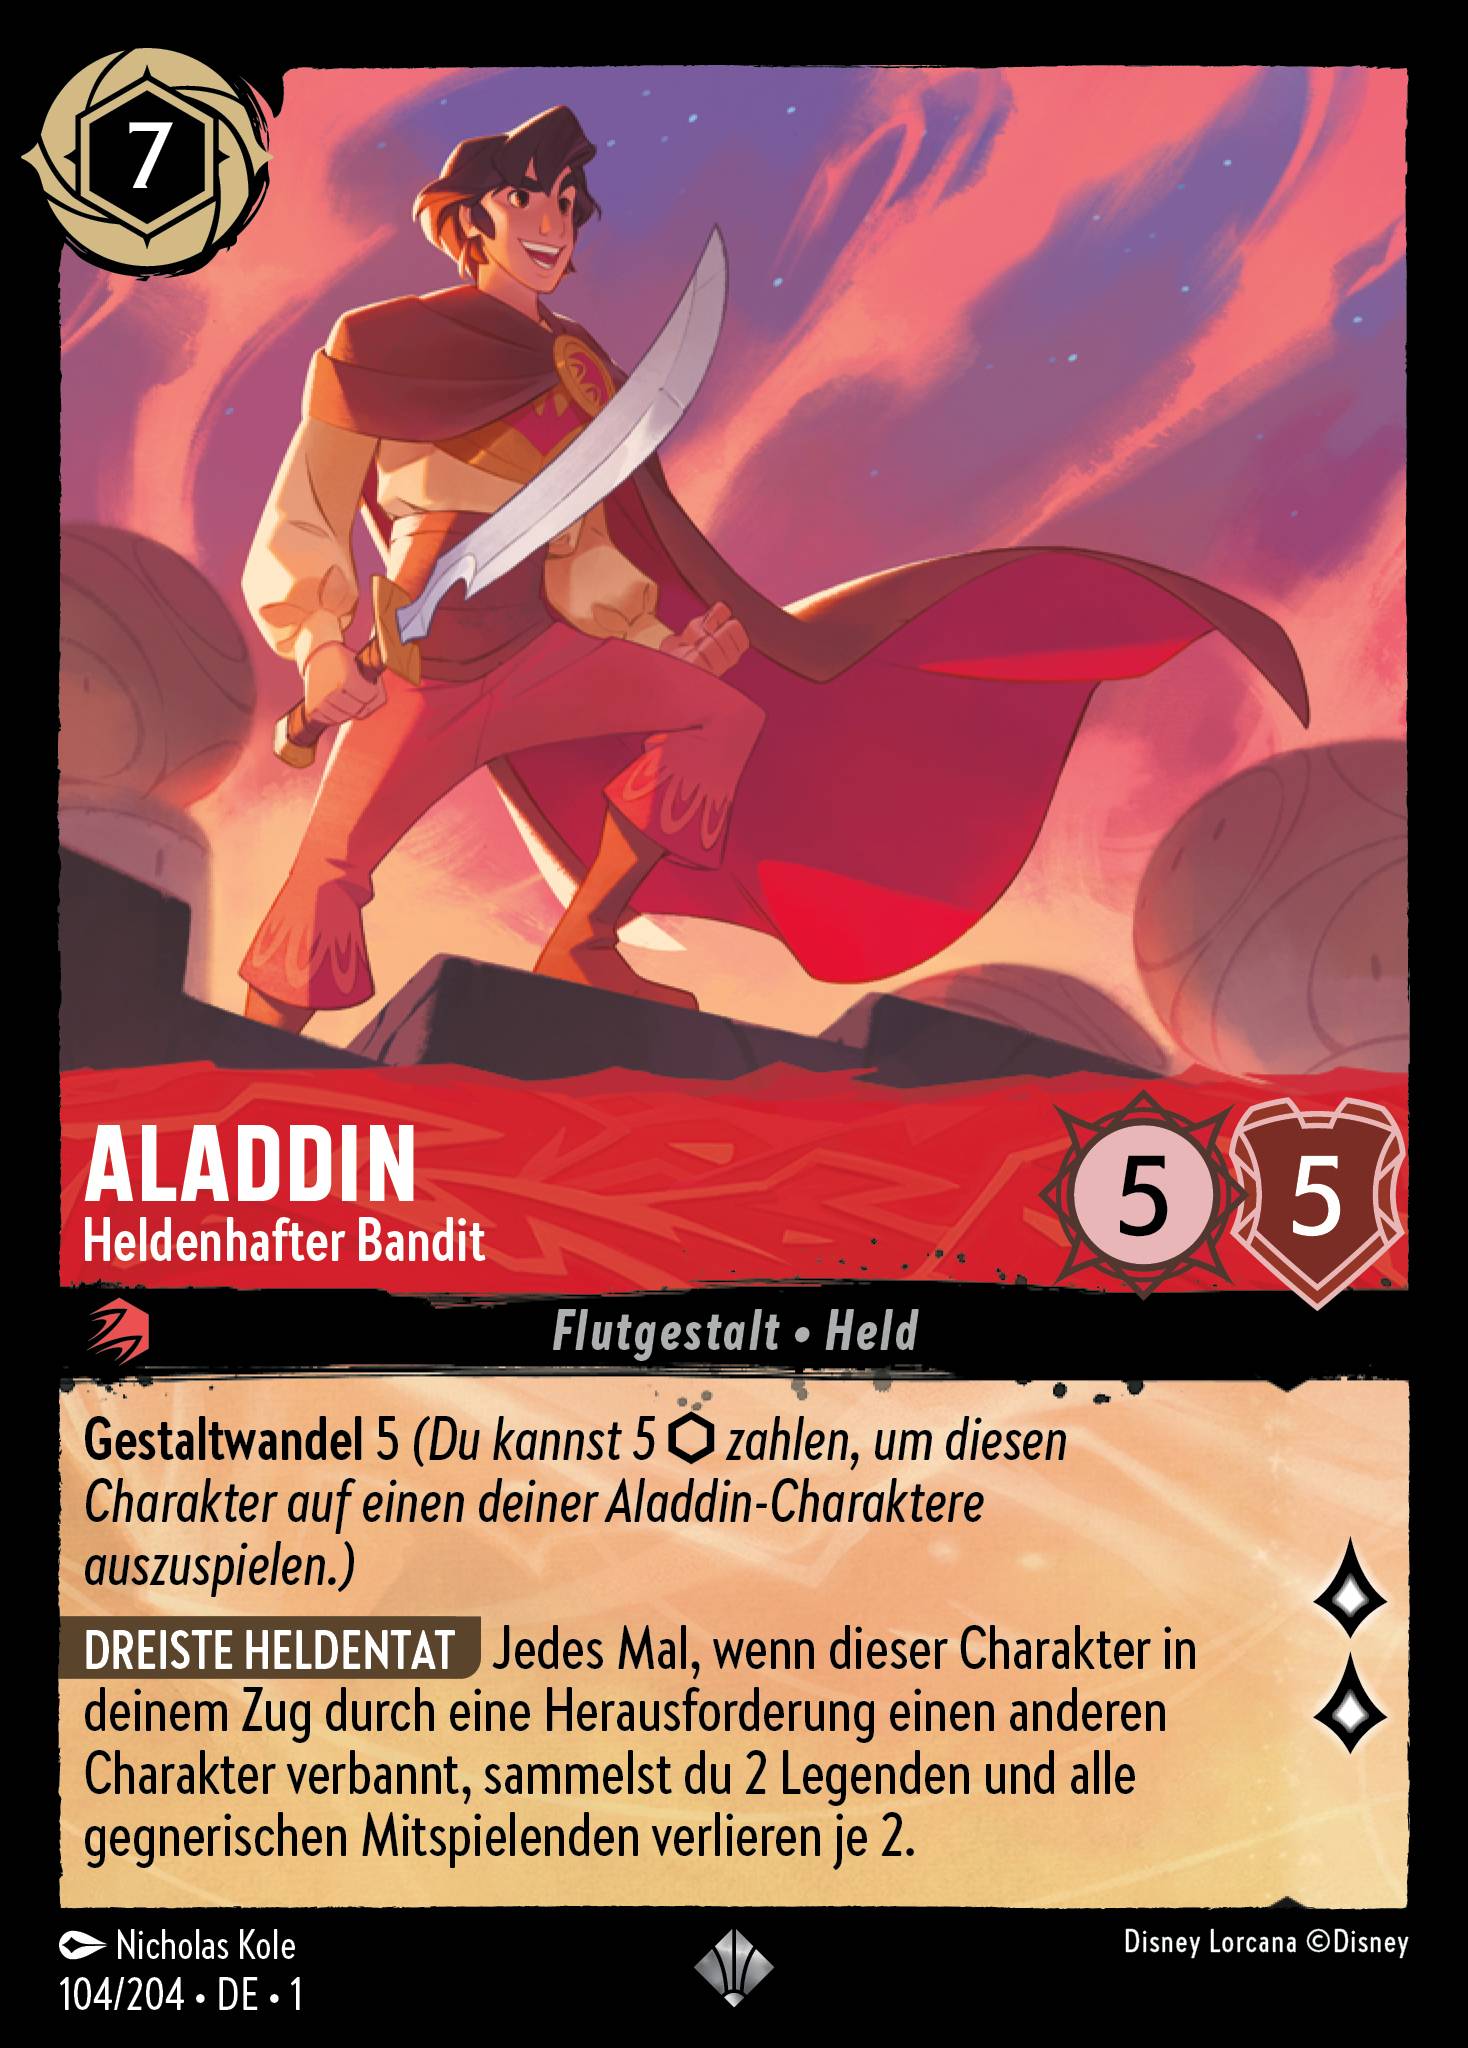 7
ALADDIN
Heldenhafter Bandit
5
5
Flutgestalt • Held
Gestaltwandel 5 (Du kannst 5 ⬡ zahlen, um diesen
Charakter auf einen deiner Aladdin-Charaktere
auszuspielen.)
DREISTE HELDENTAT Jedes Mal, wenn dieser Charakter in
deinem Zug durch eine Herausforderung einen anderen
Charakter verbannt, sammelst du 2 Legenden und alle
gegnerischen Mitspielenden verlieren je 2.
Nicholas Kole
Disney Lorcana ©Disney
104/204 • DE • 1